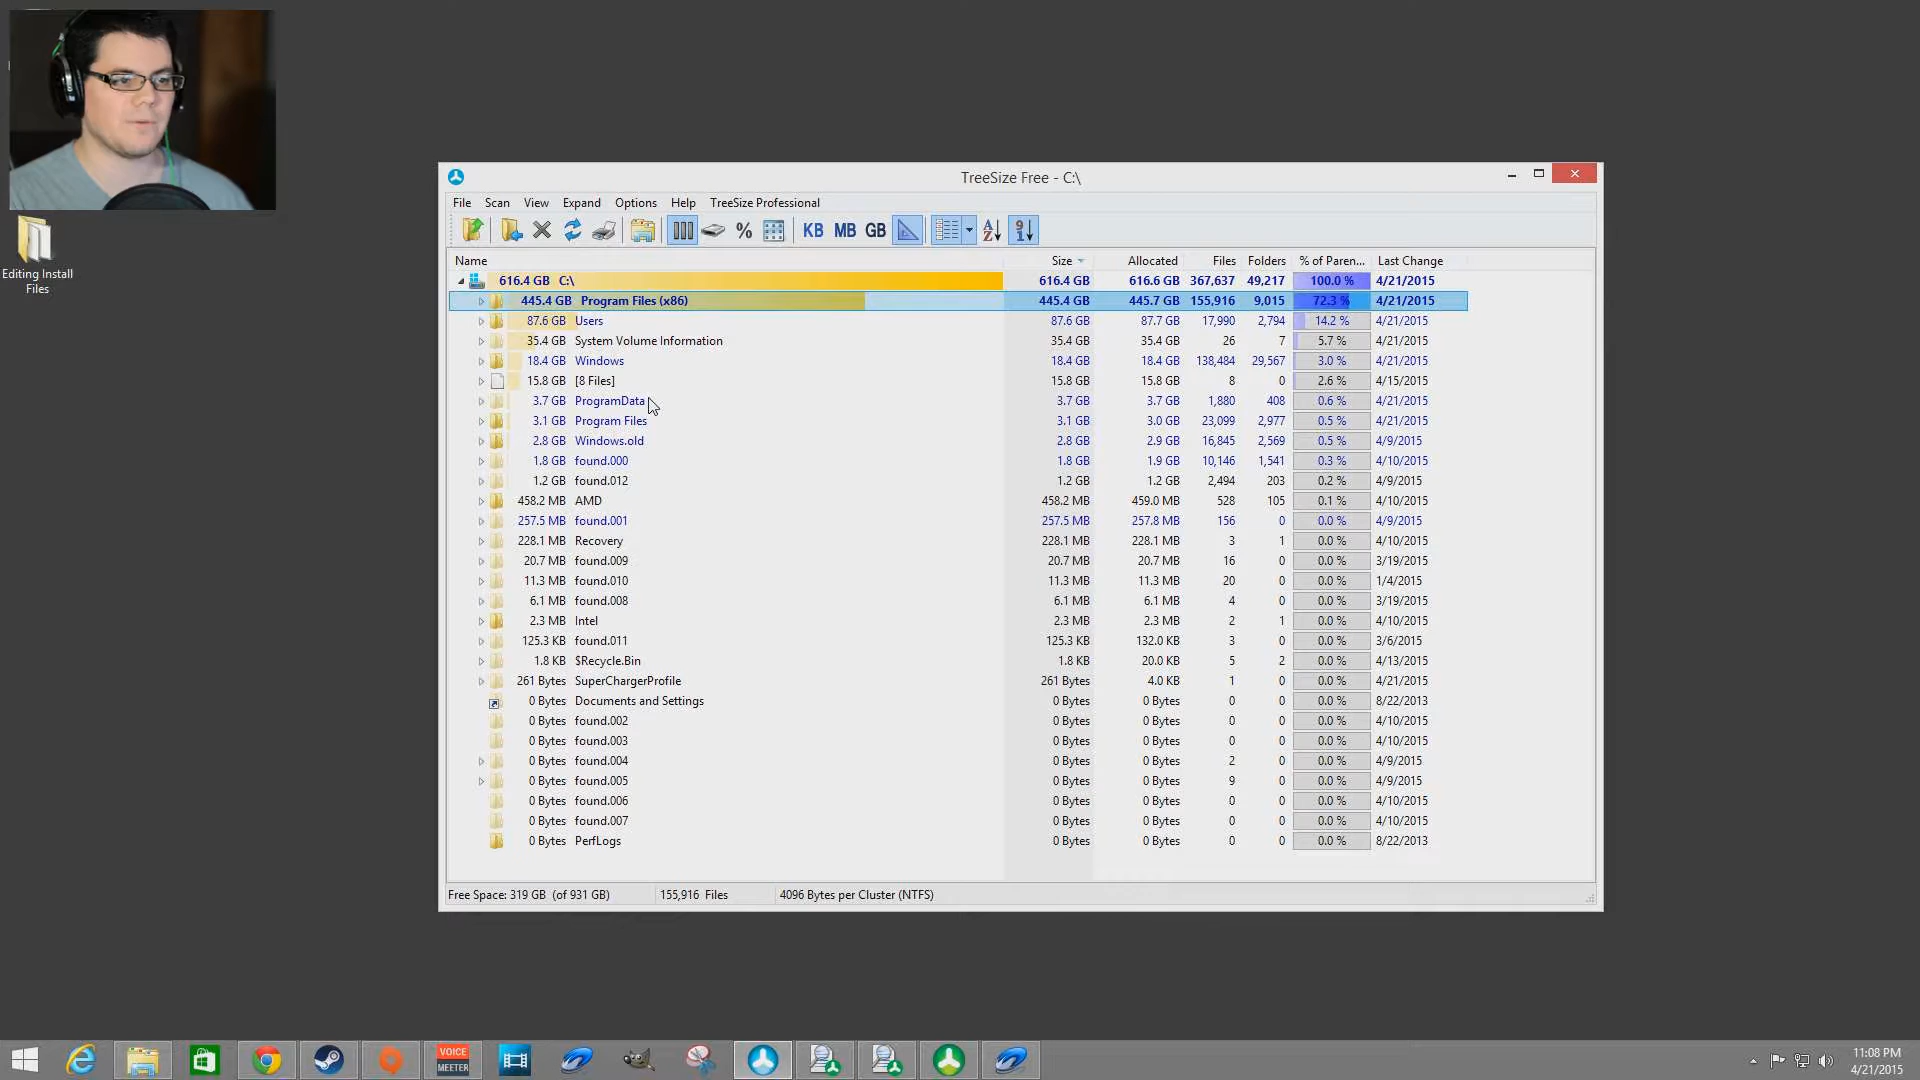 Editing Install
Files
TreeSize Free - C:\
File Scan View Expand Options Help TreeSize Professional
% KB MB GB
Name Size Allocated Files Folders % of Paren... Last Change
616.4 GB C:\ 616.4 GB 616.6 GB 367,637 49,217 100.0 % 4/21/2015
445.4 GB Program Files (x86) 445.4 GB 445.7 GB 155,916 9,015 72.3 % 4/21/2015
87.6 GB Users 87.6 GB 87.7 GB 17,990 2,794 14.2 % 4/21/2015
35.4 GB System Volume Information 35.4 GB 35.4 GB 26 7 5.7 % 4/21/2015
18.4 GB Windows 18.4 GB 18.4 GB 138,484 29,567 3.0 % 4/21/2015
15.8 GB [8 Files] 15.8 GB 15.8 GB 8 0 2.6 % 4/15/2015
3.7 GB ProgramData 3.7 GB 3.7 GB 1,880 408 0.6 % 4/21/2015
3.1 GB Program Files 3.1 GB 3.0 GB 23,099 2,977 0.5 % 4/21/2015
2.8 GB Windows.old 2.8 GB 2.9 GB 16,845 2,569 0.5 % 4/9/2015
1.8 GB found.000 1.8 GB 1.9 GB 10,146 1,541 0.3 % 4/10/2015
1.2 GB found.012 1.2 GB 1.2 GB 2,494 203 0.2 % 4/9/2015
458.2 MB AMD 458.2 MB 459.0 MB 528 105 0.1 % 4/10/2015
257.5 MB found.001 257.5 MB 257.8 MB 156 0 0.0 % 4/9/2015
228.1 MB Recovery 228.1 MB 228.1 MB 3 1 0.0 % 4/10/2015
20.7 MB found.009 20.7 MB 20.7 MB 16 0 0.0 % 3/19/2015
11.3 MB found.010 11.3 MB 11.3 MB 20 0 0.0 % 1/4/2015
6.1 MB found.008 6.1 MB 6.1 MB 4 0 0.0 % 3/19/2015
2.3 MB Intel 2.3 MB 2.3 MB 2 1 0.0 % 4/10/2015
125.3 KB found.011 125.3 KB 132.0 KB 3 0 0.0 % 3/6/2015
1.8 KB $Recycle.Bin 1.8 KB 20.0 KB 5 2 0.0 % 4/13/2015
261 Bytes SuperChargerProfile 261 Bytes 4.0 KB 1 0 0.0 % 4/21/2015
0 Bytes Documents and Settings 0 Bytes 0 Bytes 0 0 0.0 % 8/22/2013
0 Bytes found.002 0 Bytes 0 Bytes 0 0 0.0 % 4/10/2015
0 Bytes found.003 0 Bytes 0 Bytes 0 0 0.0 % 4/10/2015
0 Bytes found.004 0 Bytes 0 Bytes 2 0 0.0 % 4/9/2015
0 Bytes found.005 0 Bytes 0 Bytes 9 0 0.0 % 4/9/2015
0 Bytes found.006 0 Bytes 0 Bytes 0 0 0.0 % 4/10/2015
0 Bytes found.007 0 Bytes 0 Bytes 0 0 0.0 % 4/10/2015
0 Bytes PerfLogs 0 Bytes 0 Bytes 0 0 0.0 % 8/22/2013
Free Space: 319 GB (of 931 GB) 155,916 Files 4096 Bytes per Cluster (NTFS)
VOICE
MEETER
11:08 PM
4/21/2015